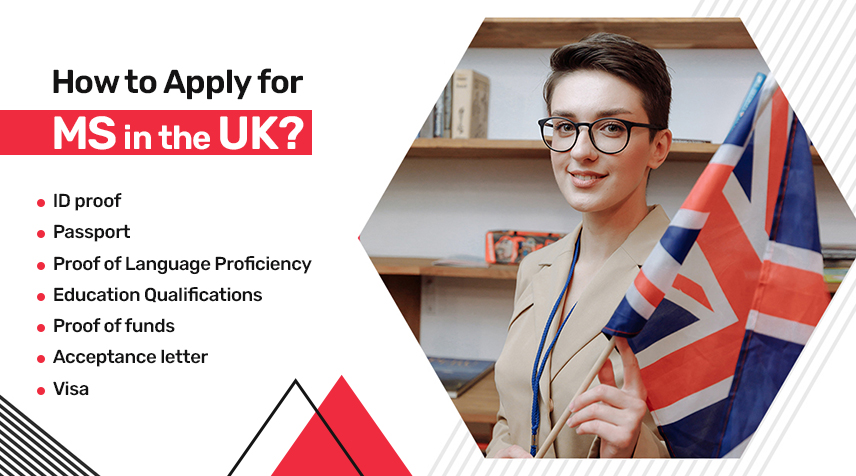 How to Apply for
MS in the UK?
ID proof
Passport
Proof of Language Proficiency
Education Qualifications
Proof of funds
Acceptance letter
Visa